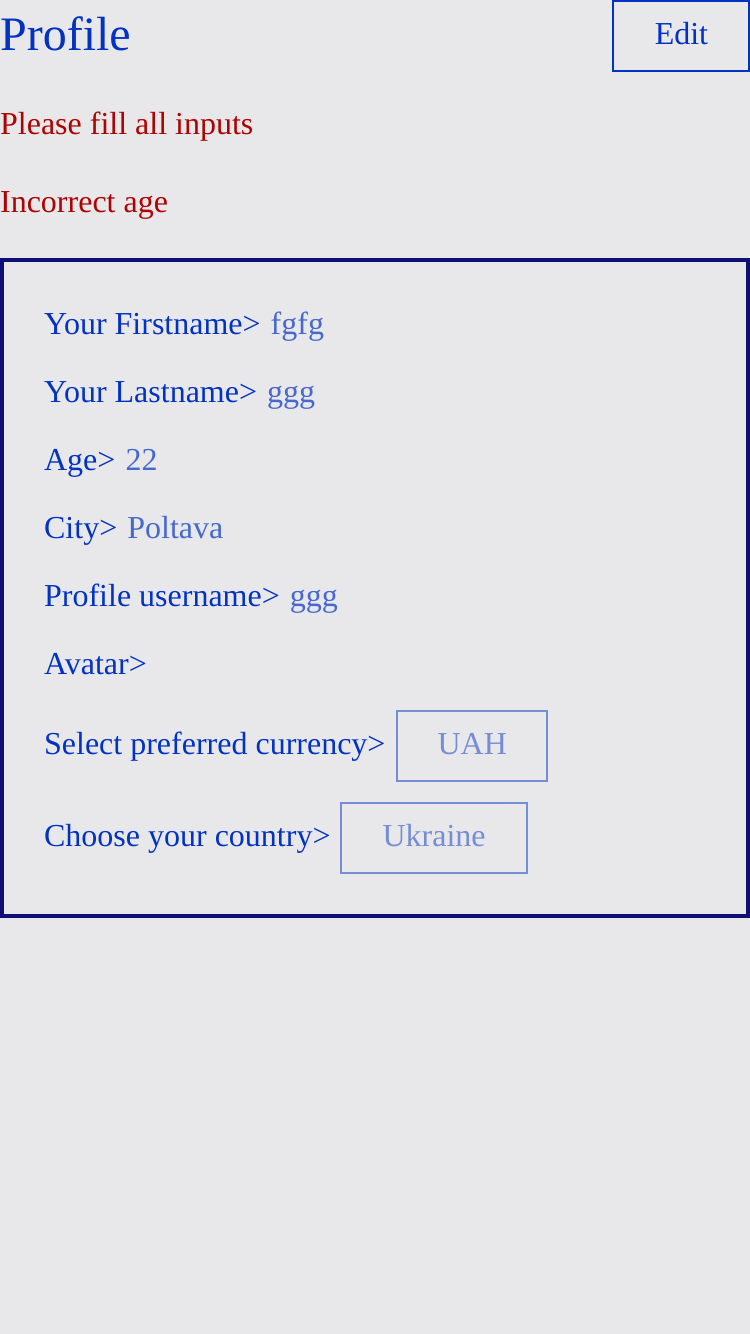 Profile
Edit
Please fill all inputs
Incorrect age
Your Firstname> fgfg
Your Lastname> ggg
Age> 22
City> Poltava
Profile username> ggg
Avatar>
Select preferred currency> UAH
Choose your country> Ukraine